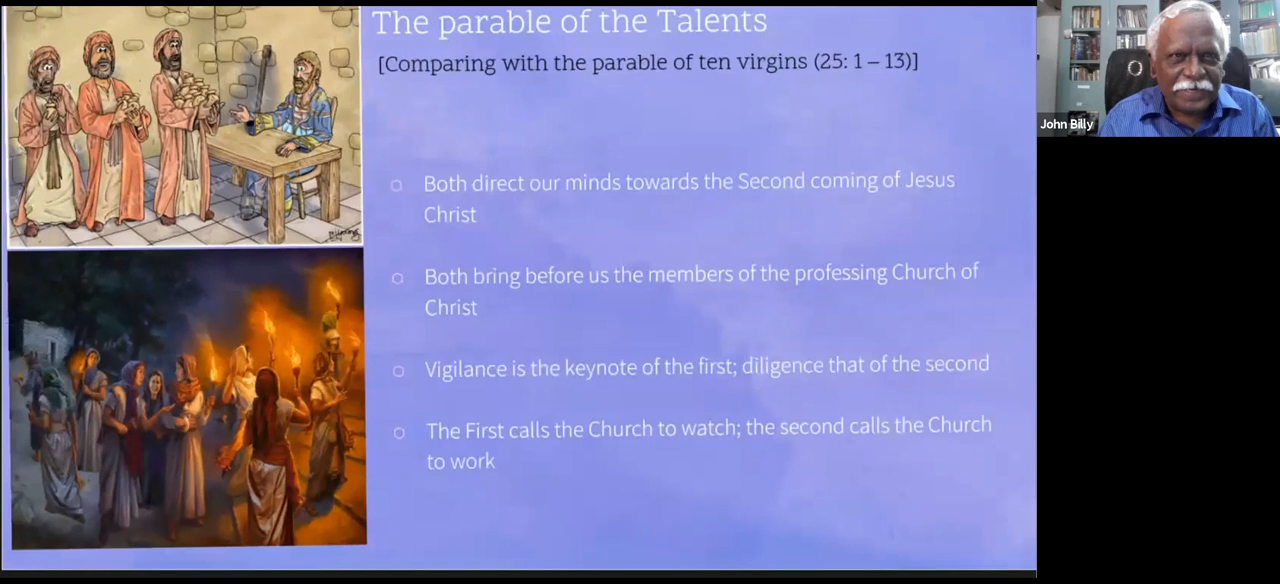 The parable of the Talents
[Comparing with the parable of ten virgins (25: 1 – 13)]
Both direct our minds towards the Second coming of Jesus
Christ
Both bring before us the members of the professing Church of
Christ
Vigilance is the keynote of the first; diligence that of the second
The First calls the Church to watch; the second calls the Church
to work
John Billy